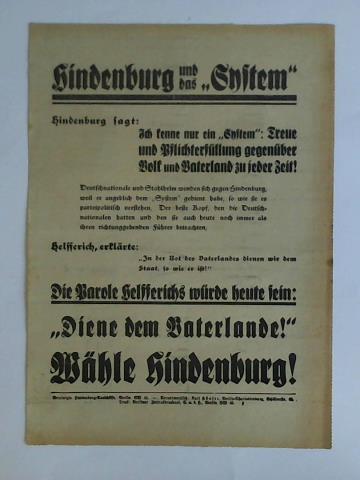 Hindenburg und das „System“
Hindenburg sagt:
Ich kenne nur ein „System“: Treue
und Pflichterfüllung gegenüber
Volk und Vaterland zu jeder Zeit!
Deutschnationale und Stahlhelm wenden sich gegen Hindenburg,
weil er angeblich dem „System“ gedient habe, so wie sie es
parteipolitisch verstehen. Der beste Kopf, den die Deutsch-
nationalen hatten und den sie auch heute noch immer als
ihren richtunggebenden Führer betrachten,
Helfferich, erklärte:
„In der Not des Vaterlandes dienen wir dem
Staat, so wie er ist!“
Die Parole Helfferichs würde heute sein:
„Diene dem Vaterlande!“
Wähle Hindenburg!
Berlin